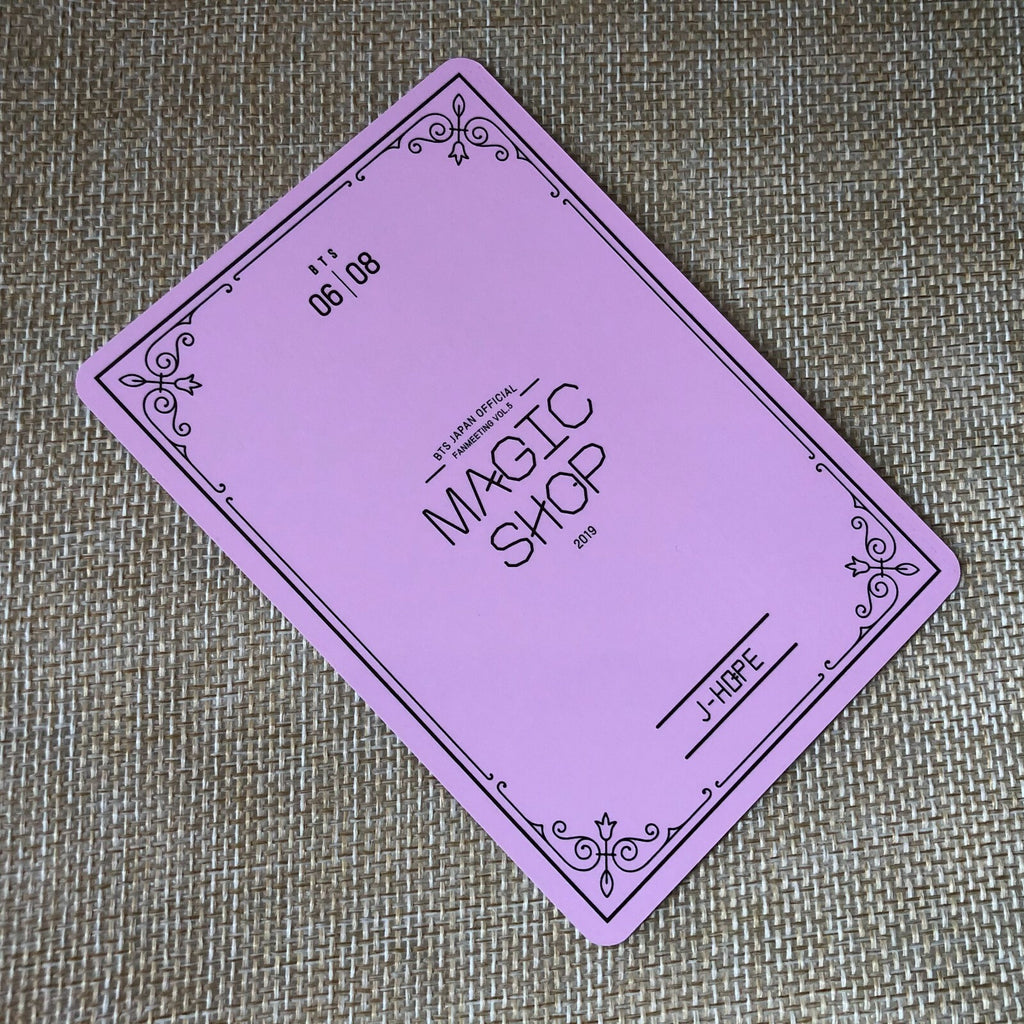 BTS
06|08
BTS JAPAN OFFICIAL
FANMEETING VOL.5
MAGIC
SHOP
2019
J-HOPE